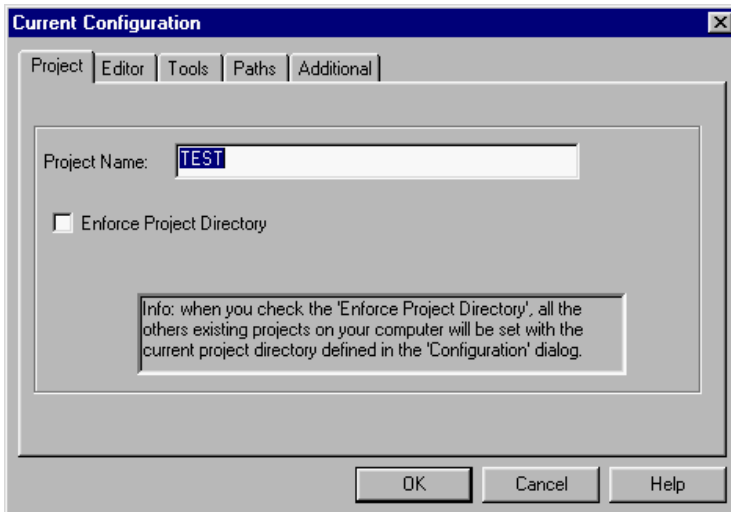 Current Configuration
Project Editor Tools Paths Additional
Project Name: TEST
Enforce Project Directory
Info: when you check the 'Enforce Project Directory', all the
others existing projects on your computer will be set with the
current project directory defined in the 'Configuration' dialog.
OK Cancel Help